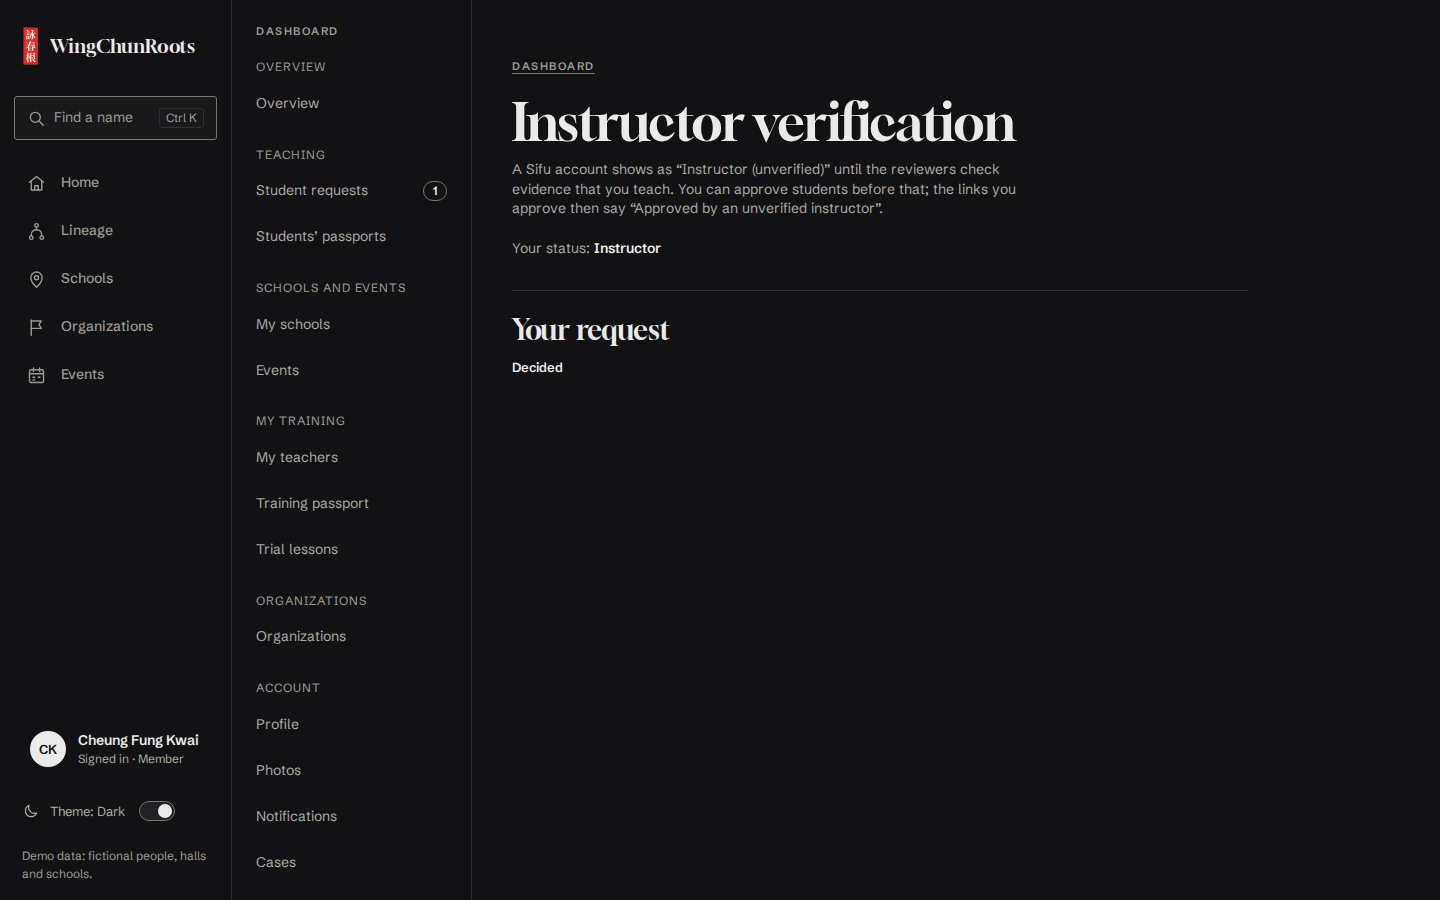 詠春根
WingChunRoots
Find a name
Ctrl K
Home
Lineage
Schools
Organizations
Events
CK
Cheung Fung Kwai
Signed in · Member
Theme: Dark
Demo data: fictional people, halls
and schools.
DASHBOARD
OVERVIEW
Overview
TEACHING
Student requests
1
Students’ passports
SCHOOLS AND EVENTS
My schools
Events
MY TRAINING
My teachers
Training passport
Trial lessons
ORGANIZATIONS
Organizations
ACCOUNT
Profile
Photos
Notifications
Cases
DASHBOARD
Instructor verification
A Sifu account shows as “Instructor (unverified)” until the reviewers check
evidence that you teach. You can approve students before that; the links you
approve then say “Approved by an unverified instructor”.
Your status: Instructor
Your request
Decided